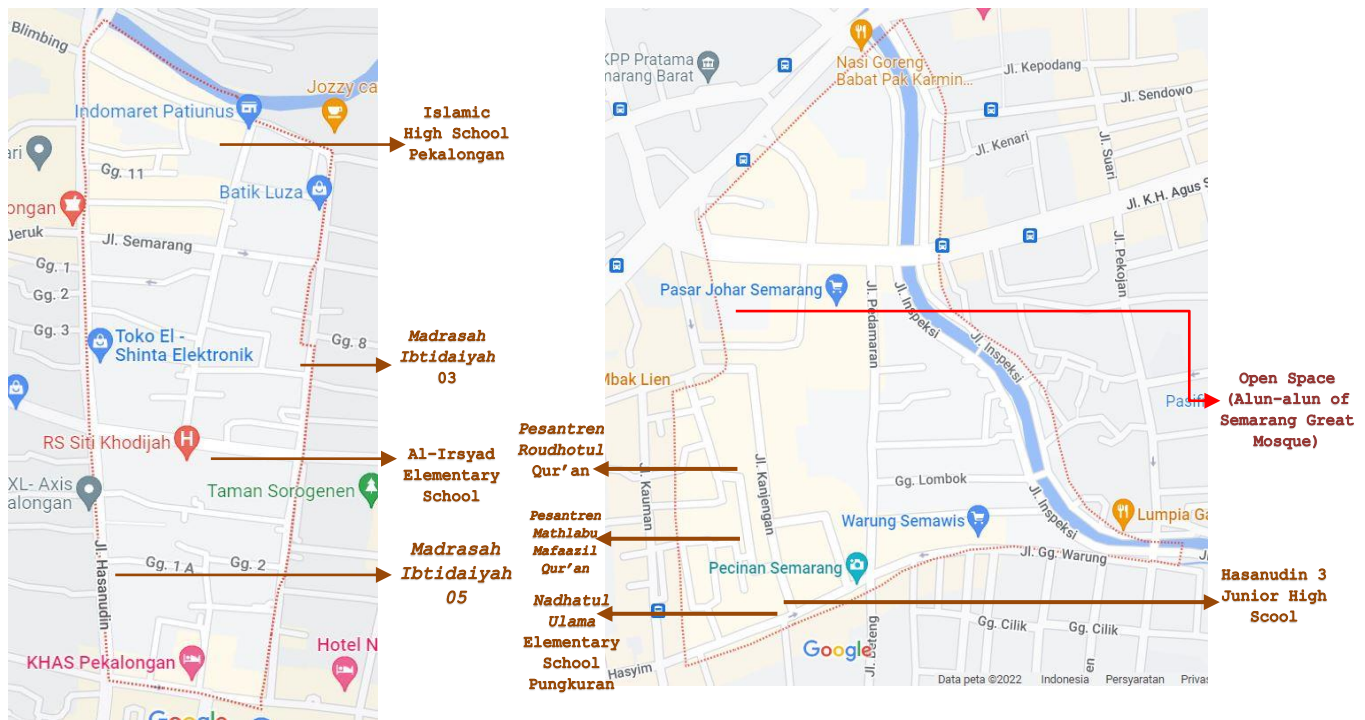 Blimbing
Jozzy ca
Indomaret Patiunus
ari
Gg. 11
Batik Luza
ongan
Jeruk
Jl. Semarang
Gg. 1
Gg. 2
Gg. 3
Toko El -
Shinta Elektronik
Gg. 8
RS Siti Khodijah
XL- Axis
alongan
Taman Sorogenen
Jl. Hasanudin
Gg. 1 A
Gg. 2
Hotel N
KHAS Pekalongan
Google
Islamic
High School
Pekalongan
Madrasah
Ibtidaiyah
03
Al-Irsyad
Elementary
School
Madrasah
Ibtidaiyah
05
KPP Pratama
marang Barat
Nasi Goreng
Babat Pak Karmin...
Jl. Kepodang
Jl. Sendowo
Jl. Kenari
Jl. Suari
Jl. K.H. Agus S
Jl. Pekojan
Pasar Johar Semarang
Jl. Pedamaran
Jl. Inspeksi
Jl. Inspeksi
Mbak Lien
Pasifi
Jl. Kauman
Jl. Kanjengan
Gg. Lombok
Jl. Inspeksi
Warung Semawis
Lumpia Ga
Jl. Gg. Warung
Pecinan Semarang
Gg. Cilik
Gg. Cilik
Jl. Beteng
en
Hasyim
Google
Data peta ©2022
Indonesia
Persyaratan
Privas
Pesantren
Roudhotul
Qur’an
Pesantren
Mathlabu
Mafaazil
Qur’an
Nadhatul
Ulama
Elementary
School
Pungkuran
Open Space
(Alun-alun of
Semarang Great
Mosque)
Hasanudin 3
Junior High
Scool